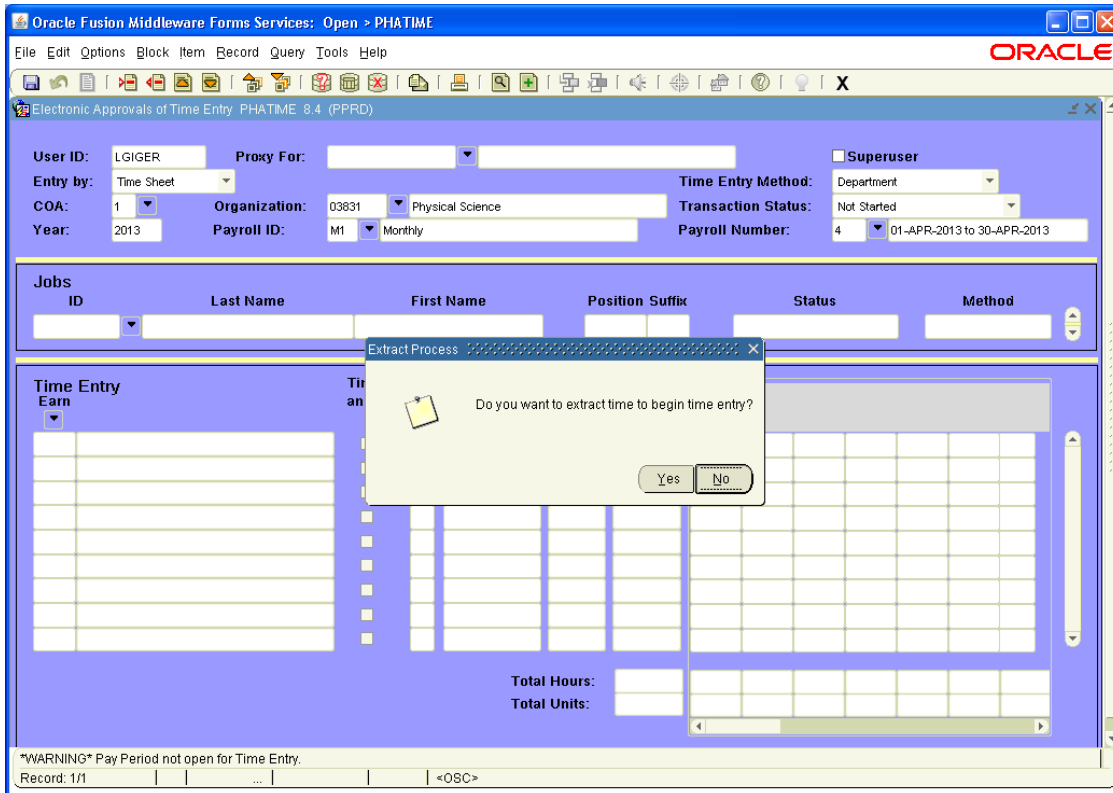 Oracle Fusion Middleware Forms Services: Open > PHATIME
File Edit Options Block Item Record Query Tools Help
ORACLE
X
Electronic Approvals of Time Entry PHATIME 8.4 (PPRD)
User ID: LGIGER Proxy For: Superuser
Entry by: Time Sheet Time Entry Method: Department
COA: 1 Organization: 03831 Physical Science Transaction Status: Not Started
Year: 2013 Payroll ID: M1 Monthly Payroll Number: 4 01-APR-2013 to 30-APR-2013
Jobs
ID Last Name First Name Position Suffix Status Method
Extract Process
Do you want to extract time to begin time entry?
Yes No
Time Entry
Earn
Total Hours:
Total Units:
*WARNING* Pay Period not open for Time Entry.
Record: 1/1 ... <OSC>